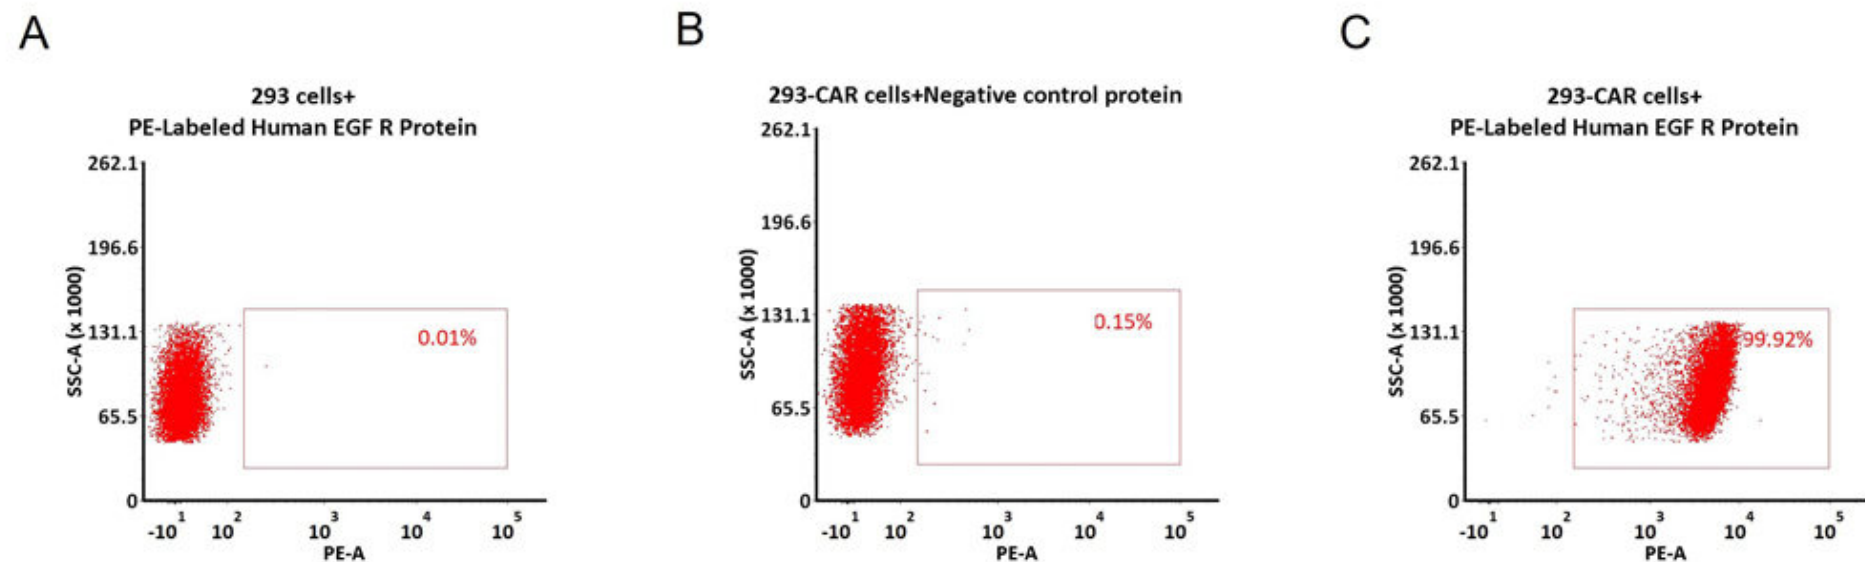 A
293 cells+
PE-Labeled Human EGF R Protein
262.1
196.6
131.1
65.5
0
SSC-A (x 1000)
0.01%
-10 1 10 2 10 3 10 4 10 5
PE-A
B
293-CAR cells+Negative control protein
262.1
196.6
131.1
65.5
0
SSC-A (x 1000)
0.15%
-10 1 10 2 10 3 10 4 10 5
PE-A
C
293-CAR cells+
PE-Labeled Human EGF R Protein
262.1
196.6
131.1
65.5
0
SSC-A (x 1000)
99.92%
-10 1 10 2 10 3 10 4 10 5
PE-A